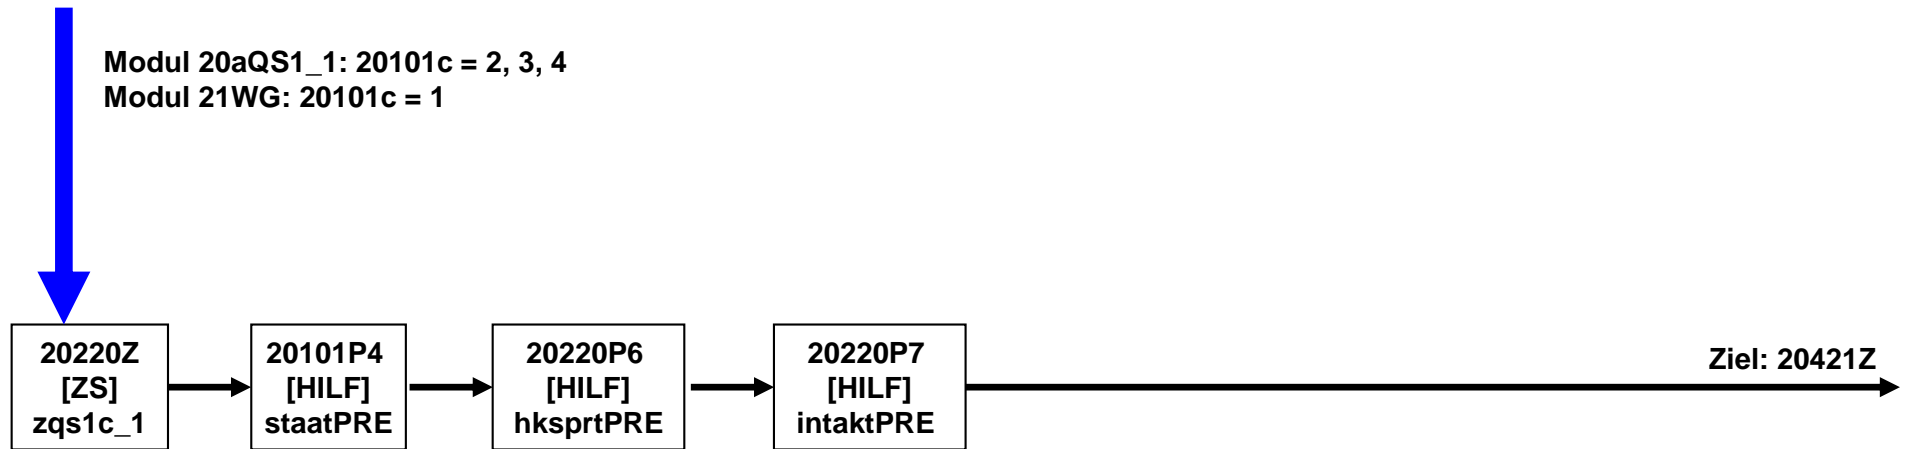 Modul 20aQS1_1: 20101c = 2, 3, 4
Modul 21WG: 20101c = 1
20220Z
[ZS]
zqs1c_1
20101P4
[HILF]
staatPRE
20220P6
[HILF]
hksprtPRE
20220P7
[HILF]
intaktPRE
Ziel: 20421Z